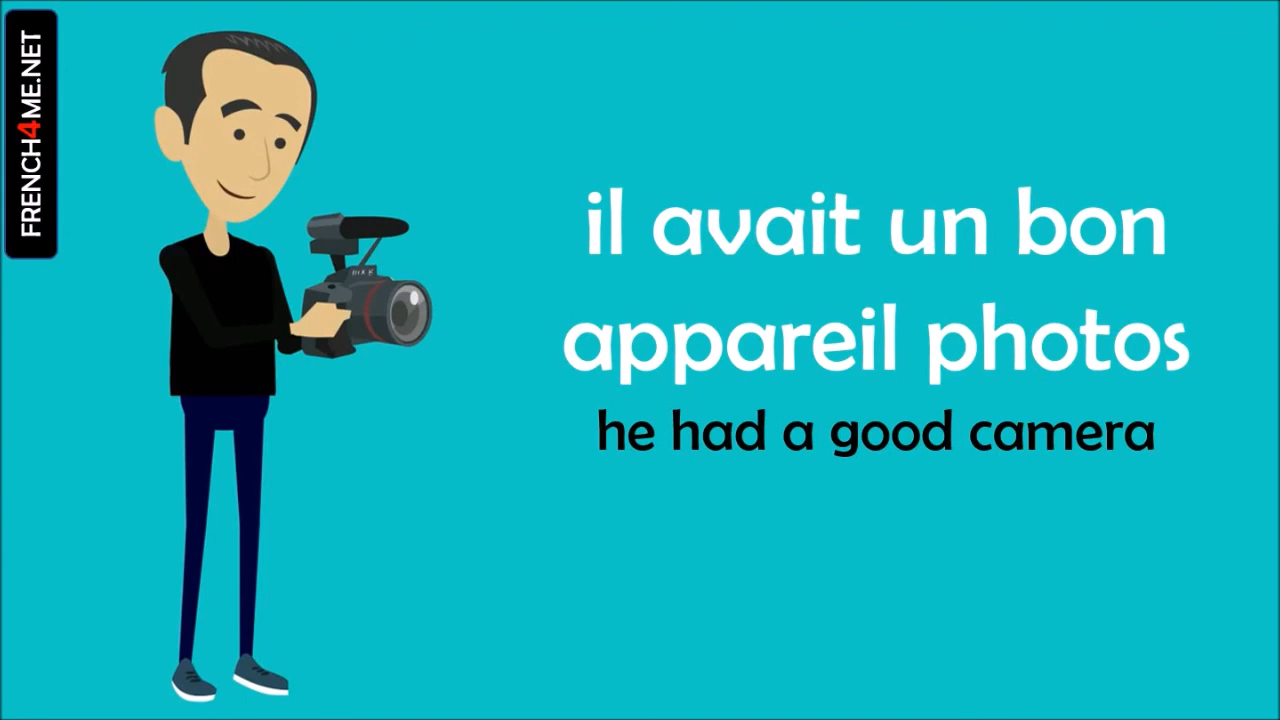 FRENCH4ME.NET
il avait un bon
appareil photos
he had a good camera